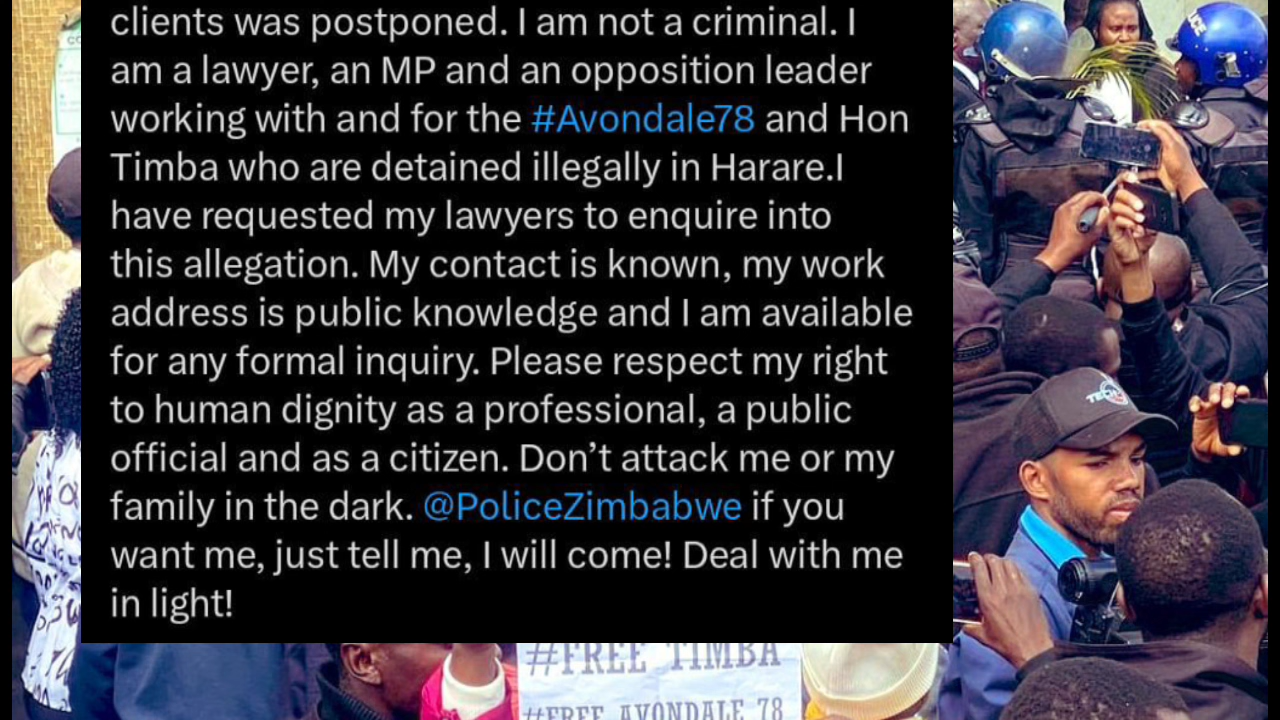 clients was postponed. I am not a criminal. I
am a lawyer, an MP and an opposition leader
working with and for the #Avondale78 and Hon
Timba who are detained illegally in Harare.I
have requested my lawyers to enquire into
this allegation. My contact is known, my work
address is public knowledge and I am available
for any formal inquiry. Please respect my right
to human dignity as a professional, a public
official and as a citizen. Don’t attack me or my
family in the dark. @PoliceZimbabwe if you
want me, just tell me, I will come! Deal with me
in light!
#FREE TIMBA
#FREE AVONDALE 78